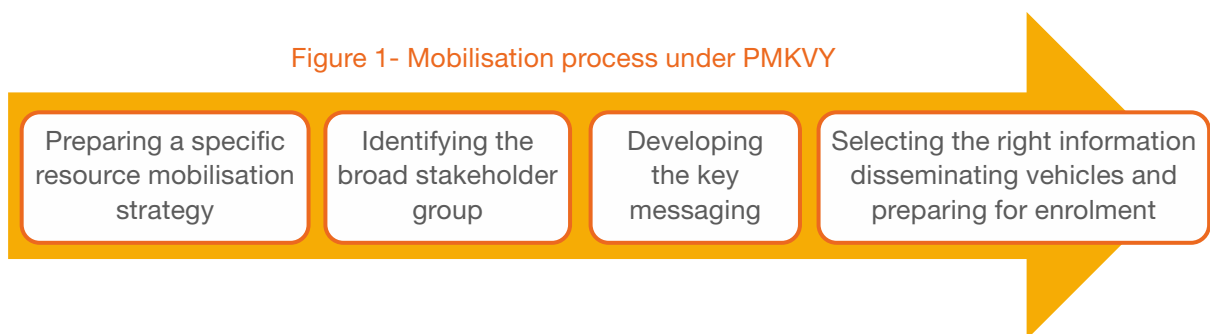 Figure 1- Mobilisation process under PMKVY
Preparing a specific
resource mobilisation
strategy
Identifying the
broad stakeholder
group
Developing
the key
messaging
Selecting the right information
disseminating vehicles and
preparing for enrolment